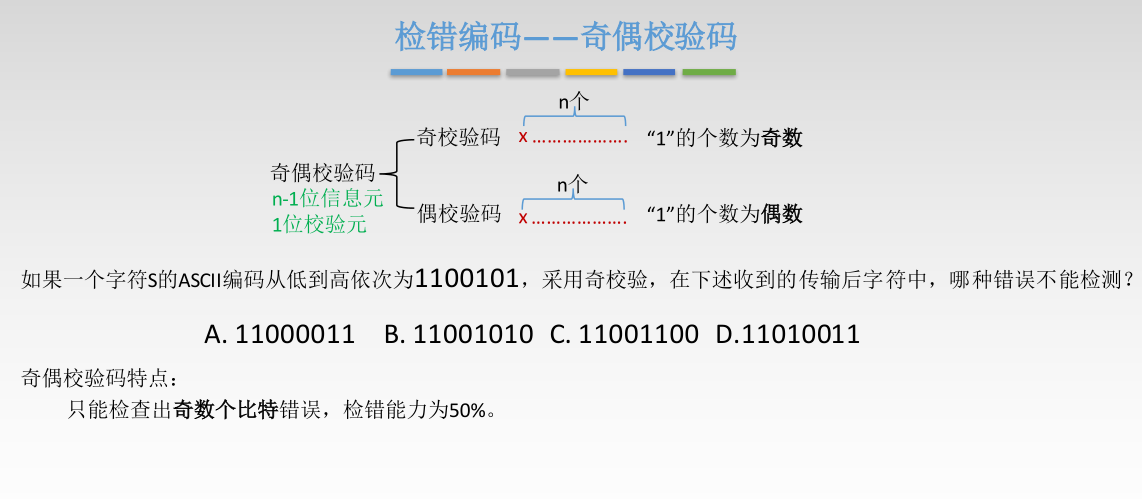 检错编码——奇偶校验码
n个
奇校验码 x ……………… “1”的个数为奇数
奇偶校验码
n-1位信息元
1位校验元
n个
偶校验码 x ……………… “1”的个数为偶数
如果一个字符S的ASCII编码从低到高依次为1100101，采用奇校验，在下述收到的传输后字符中，哪种错误不能检测？
A. 11000011 B. 11001010 C. 11001100 D.11010011
奇偶校验码特点：
只能检查出奇数个比特错误，检错能力为50%。